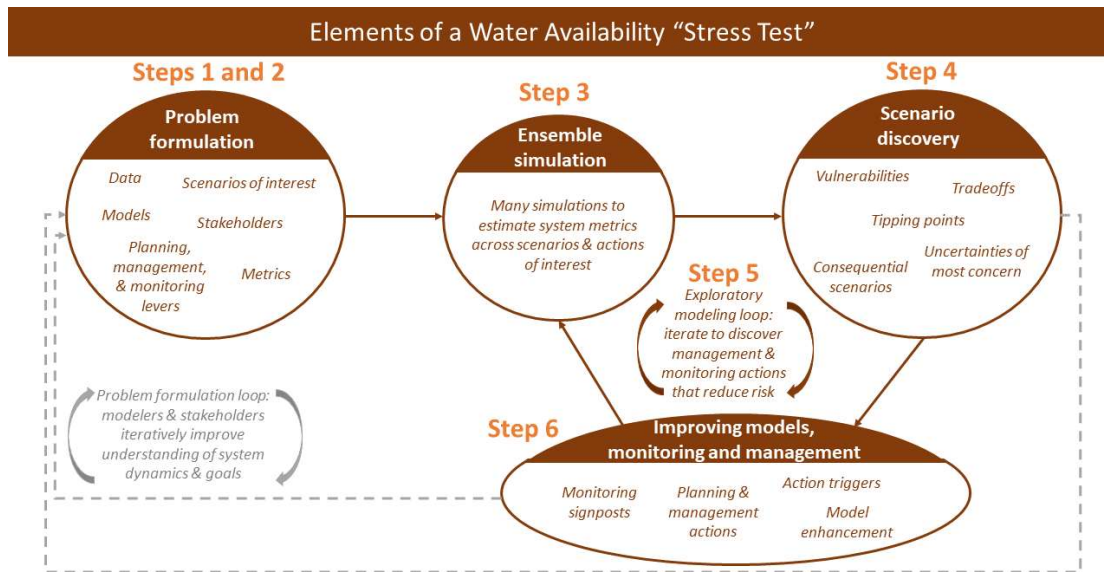 Elements of a Water Availability “Stress Test”
Steps 1 and 2
Problem
formulation
Data
Scenarios of interest
Models
Stakeholders
Planning,
management,
& monitoring
levers
Metrics
Step 3
Ensemble
simulation
Many simulations to
estimate system metrics
across scenarios & actions
of interest
Step 4
Scenario
discovery
Vulnerabilities
Tradeoffs
Tipping points
Consequential
scenarios
Uncertainties of
most concern
Step 5
Exploratory
modeling loop:
iterate to discover
management &
monitoring actions
that reduce risk
Problem formulation loop:
modelers & stakeholders
iteratively improve
understanding of system
dynamics & goals
Step 6
Improving models,
monitoring and management
Monitoring
signposts
Planning &
management
actions
Action triggers
Model
enhancement